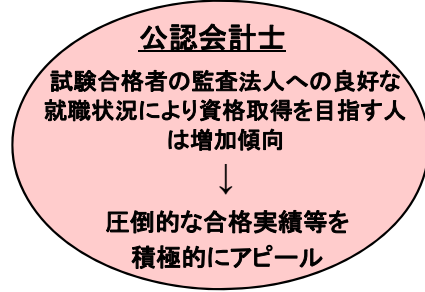 公認会計士
試験合格者の監査法人への良好な
就職状況により資格取得を目指す人
は増加傾向
↓
圧倒的な合格実績等を
積極的にアピール